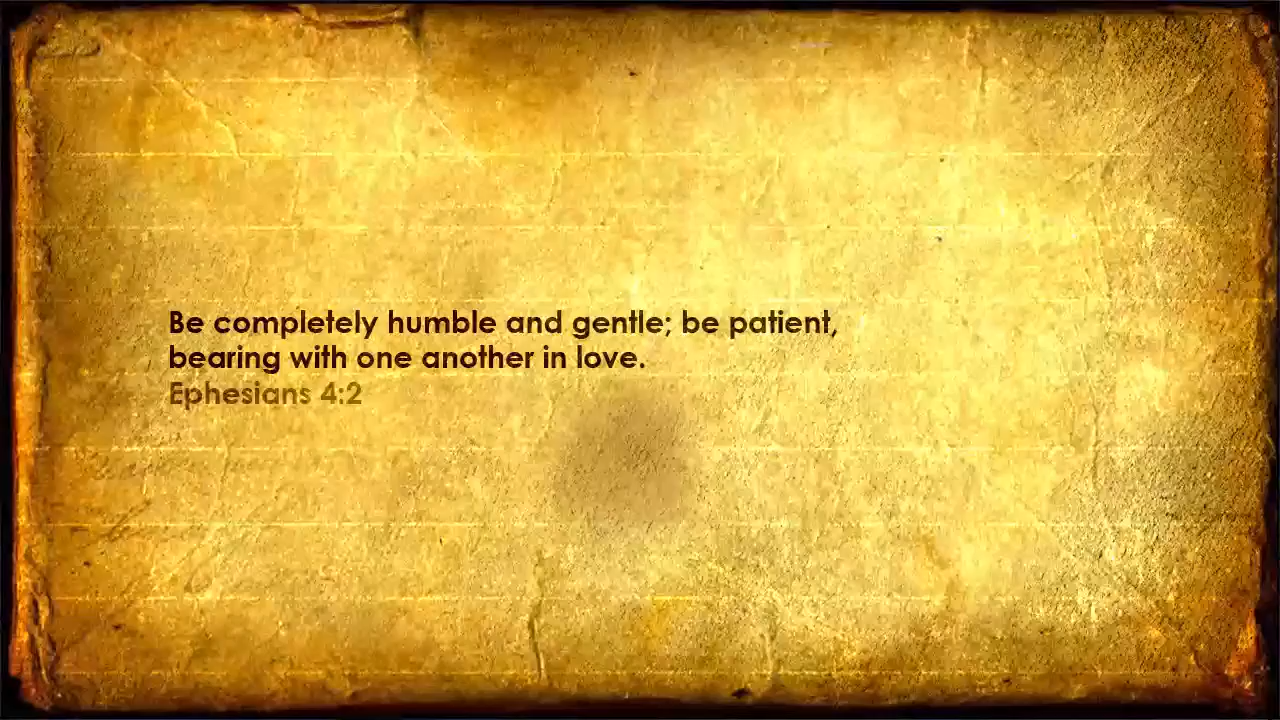 Be completely humble and gentle; be patient,
bearing with one another in love.
Ephesians 4:2